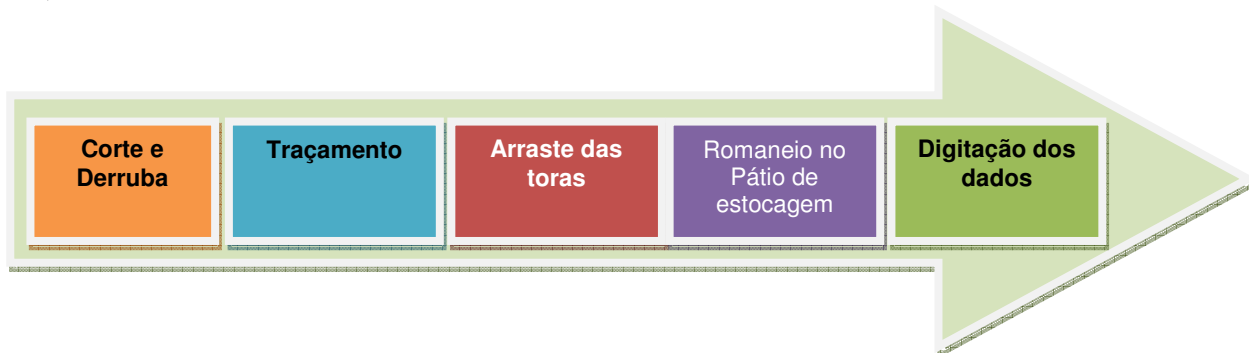 Corte e
Derruba
Traçamento
Arraste das
toras
Romaneio no
Pátio de
estocagem
Digitação dos
dados